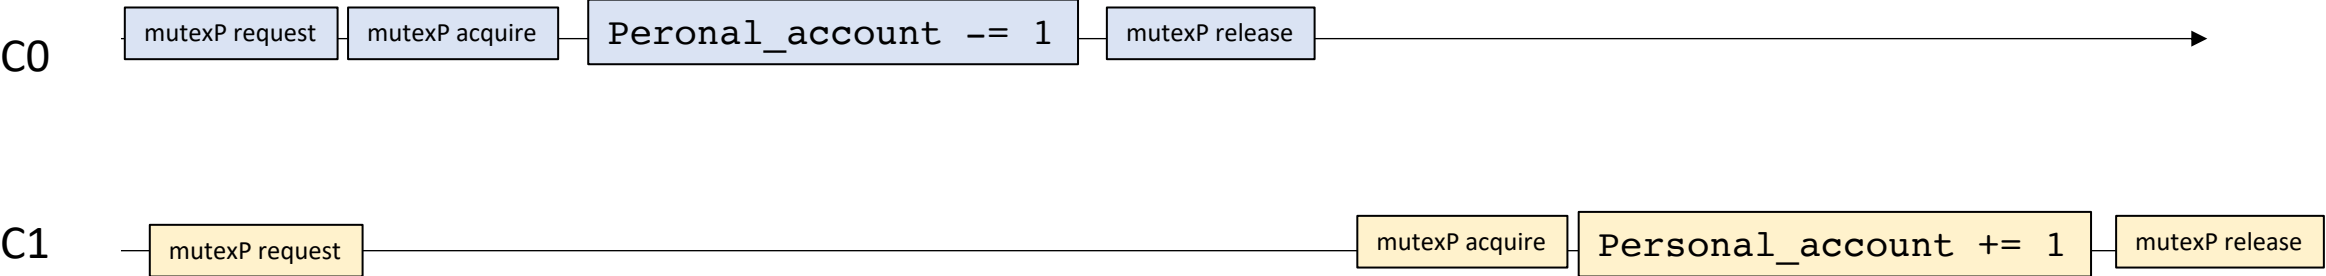 C0
mutexP request
mutexP acquire
Peronal_account -= 1
mutexP release
C1
mutexP request
mutexP acquire
Personal_account += 1
mutexP release